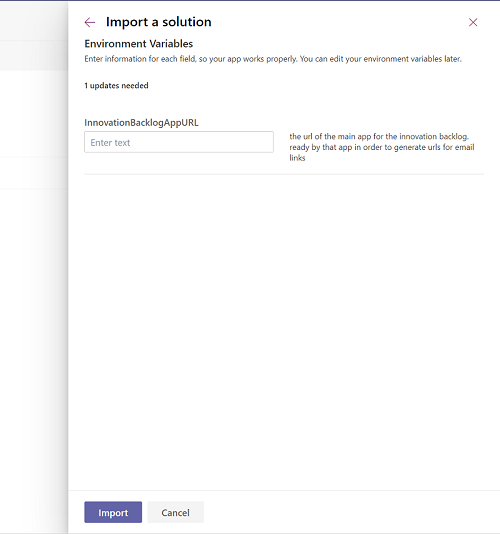 Import a solution
Environment Variables
Enter information for each field, so your app works properly. You can edit your environment variables later.
1 updates needed
InnovationBacklogAppURL
Enter text
the url of the main app for the innovation backlog.
ready by that app in order to generate urls for email
links
Import
Cancel